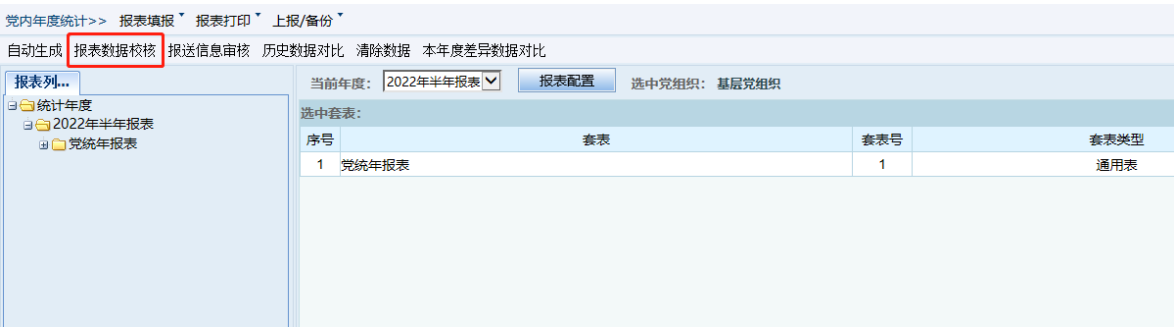 党内年度统计>> 报表填报 报表打印 上报/备份
自动生成 报表数据校核 报送信息审核 历史数据对比 清除数据 本年度差异数据对比
报表列...
统计年度
2022年半年报表
党统年报表
当前年度： 2022年半年报表 报表配置 选中党组织： 基层党组织
选中套表：
序号 套表 套表号 套表类型
1 党统年报表 1 通用表